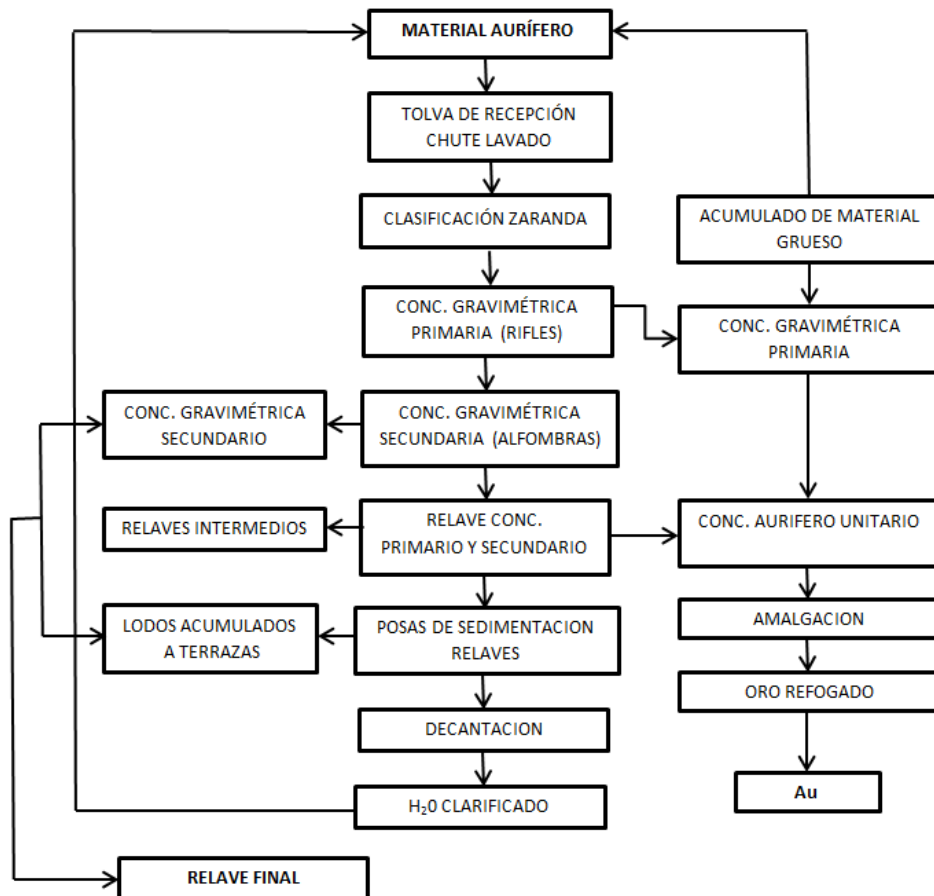 MATERIAL AURÍFERO
TOLVA DE RECEPCIÓN
CHUTE LAVADO
CLASIFICACIÓN ZARANDA
ACUMULADO DE MATERIAL
GRUESO
CONC. GRAVIMÉTRICA
PRIMARIA (RIFLES)
CONC. GRAVIMÉTRICA
PRIMARIA
CONC. GRAVIMÉTRICA
SECUNDARIO
CONC. GRAVIMÉTRICA
SECUNDARIA (ALFOMBRAS)
RELAVES INTERMEDIOS
RELAVE CONC.
PRIMARIO Y SECUNDARIO
CONC. AURIFERO UNITARIO
LODOS ACUMULADOS
A TERRAZAS
POSAS DE SEDIMENTACION
RELAVES
AMALGACION
ORO REFOGADO
DECANTACION
Au
H₂0 CLARIFICADO
RELAVE FINAL